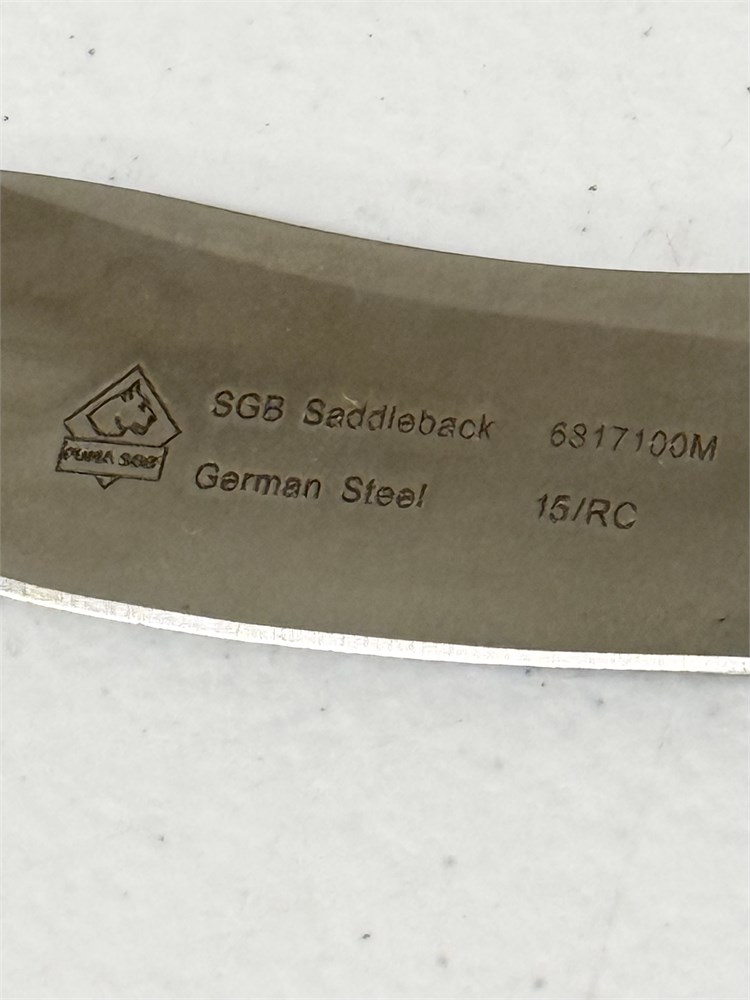 SGB Saddleback 6817100M
PUMA SGB
German Steel 15/RC